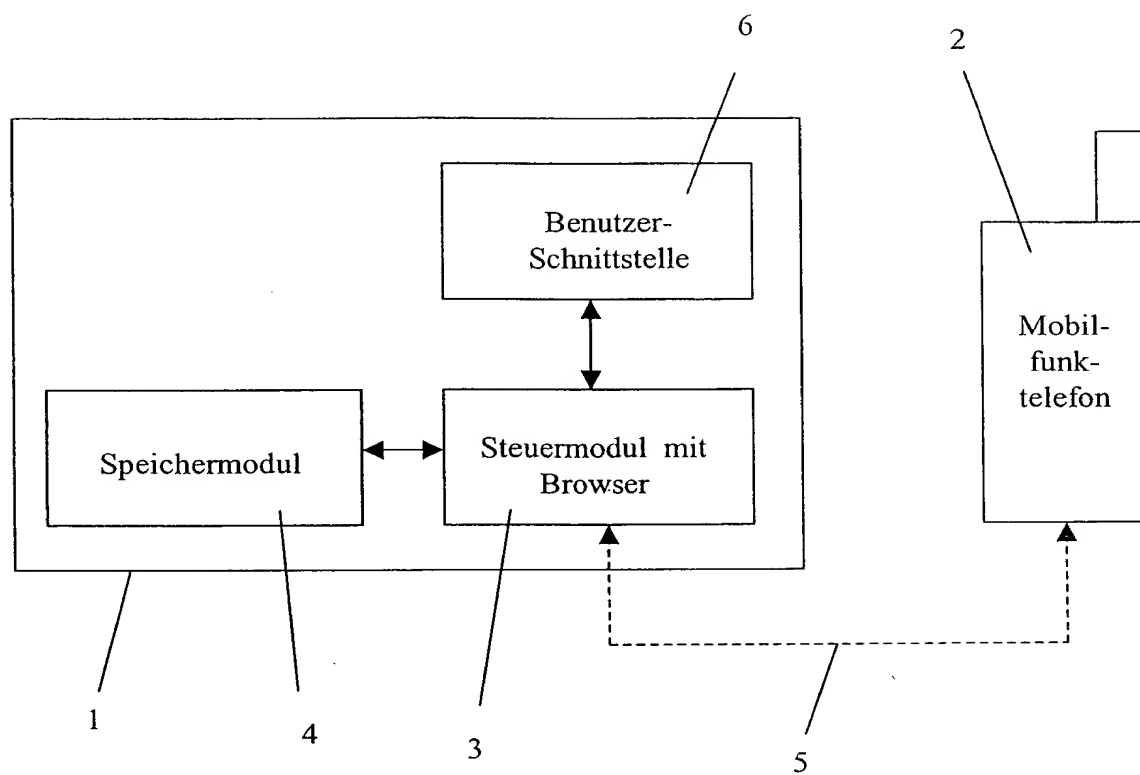 6
2
Benutzer-
Schnittstelle
Mobil-
funk-
telefon
Speichermodul
Steuermodul mit
Browser
1
4
3
5